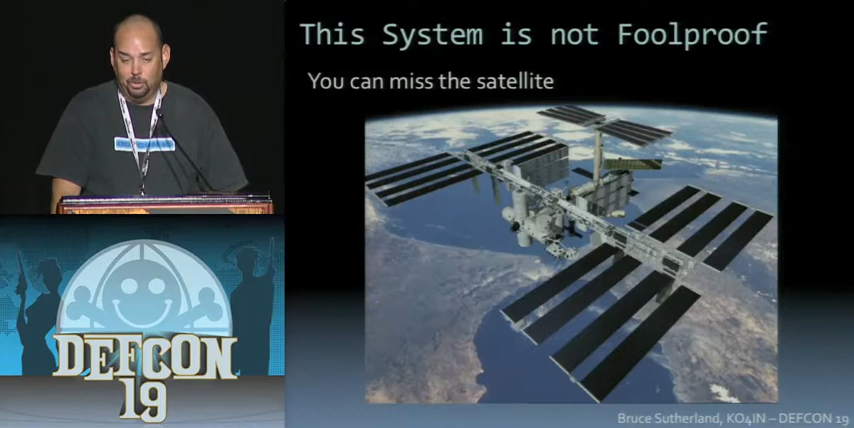 This System is not Foolproof
You can miss the satellite
DEFCON
19
Bruce Sutherland, KO4IN – DEFCON 19